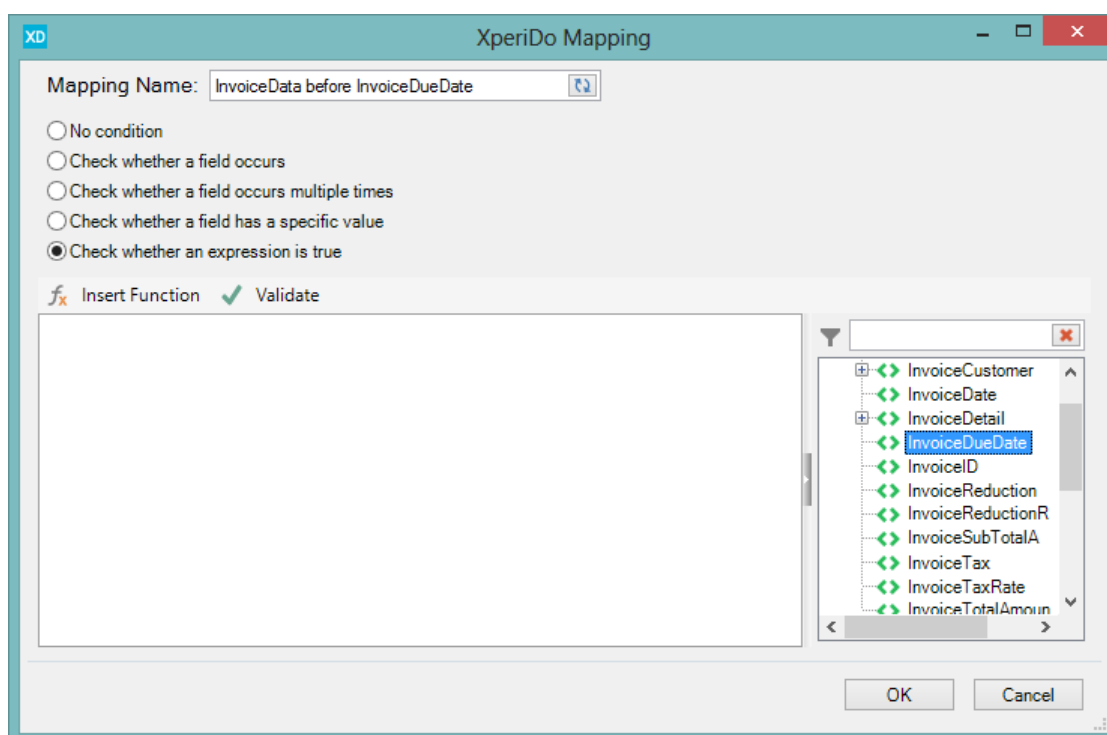 XD XperiDo Mapping
Mapping Name: InvoiceData before InvoiceDueDate
No condition
Check whether a field occurs
Check whether a field occurs multiple times
Check whether a field has a specific value
Check whether an expression is true
fx Insert Function Validate
InvoiceCustomer
InvoiceDate
InvoiceDetail
InvoiceDueDate
InvoiceID
InvoiceReduction
InvoiceReductionR
InvoiceSubTotalA
InvoiceTax
InvoiceTaxRate
InvoiceTotalAmoun
OK Cancel